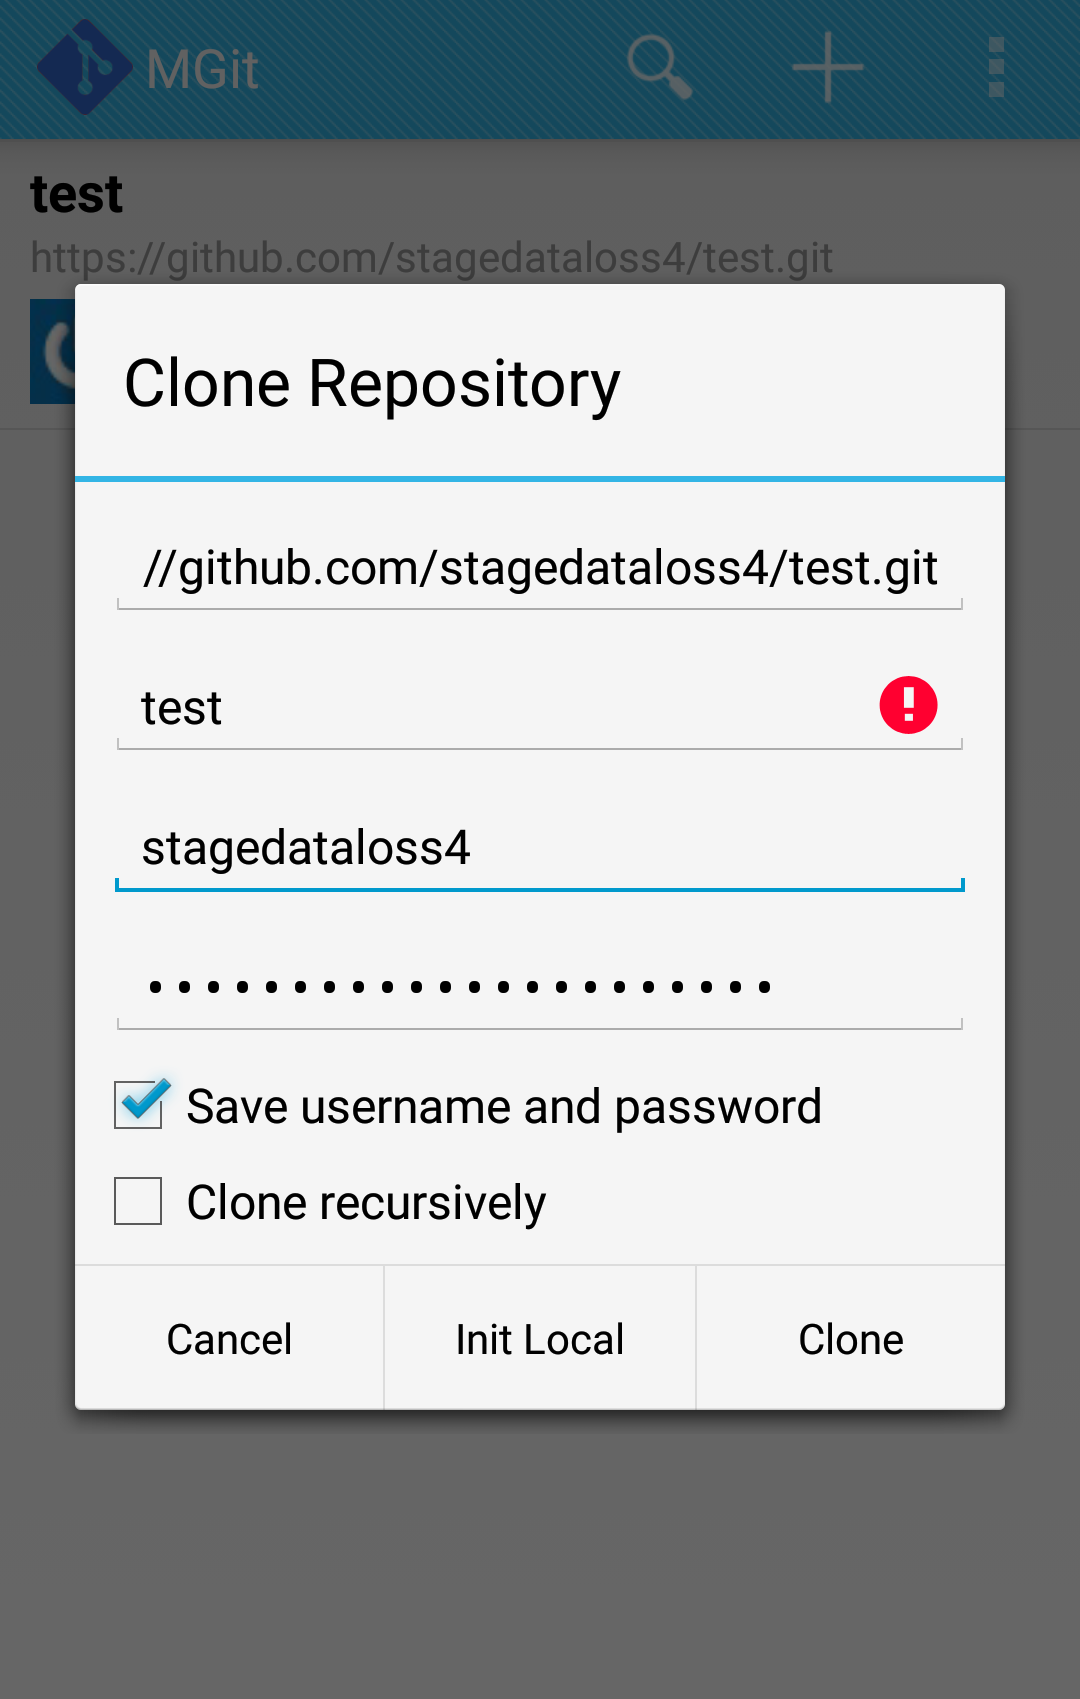 MGit
test
https://github.com/stagedataloss4/test.git
Clone Repository
//github.com/stagedataloss4/test.git
test
stagedataloss4
••••••••••••••••••••••
Save username and password
Clone recursively
Cancel Init Local Clone